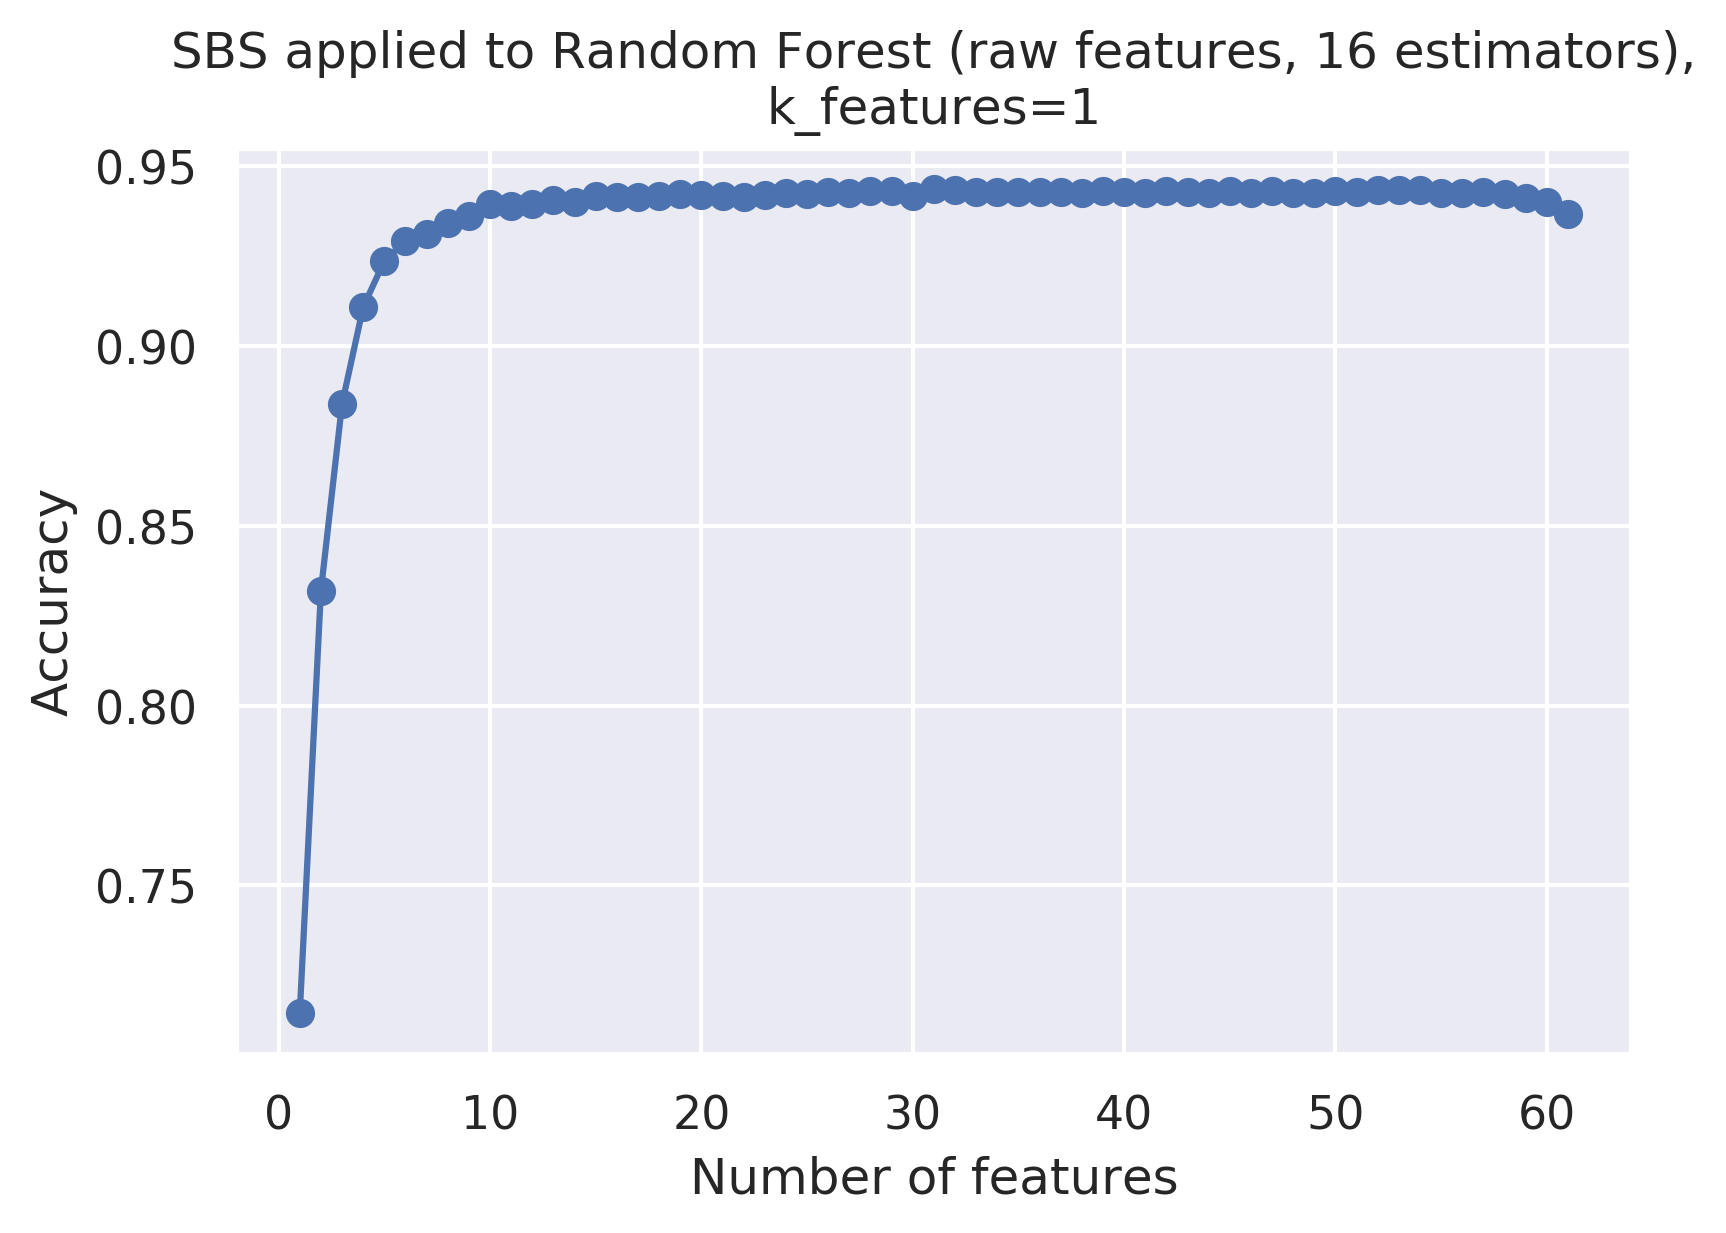 SBS applied to Random Forest (raw features, 16 estimators),
k_features=1
0.95
0.90
0.85
0.80
0.75
Accuracy
0 10 20 30 40 50 60
Number of features